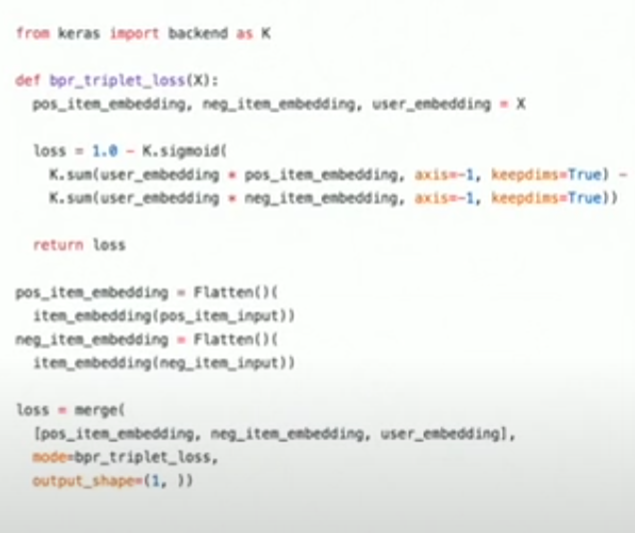 from keras import backend as K
def bpr_triplet_loss(X):
pos_item_embedding, neg_item_embedding, user_embedding = X
loss = 1.0 - K.sigmoid(
K.sum(user_embedding * pos_item_embedding, axis=-1, keepdims=True) -
K.sum(user_embedding * neg_item_embedding, axis=-1, keepdims=True))
return loss
pos_item_embedding = Flatten()(
item_embedding(pos_item_input))
neg_item_embedding = Flatten()(
item_embedding(neg_item_input))
loss = merge(
[pos_item_embedding, neg_item_embedding, user_embedding],
mode=bpr_triplet_loss,
output_shape=(1, ))